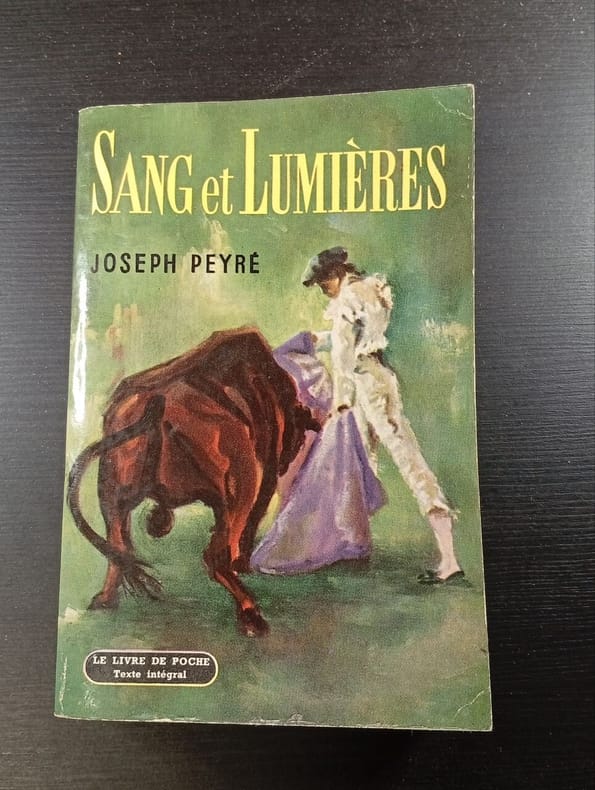 SANG et LUMIÈRES
JOSEPH PEYRÉ
LE LIVRE DE POCHE
Texte intégral